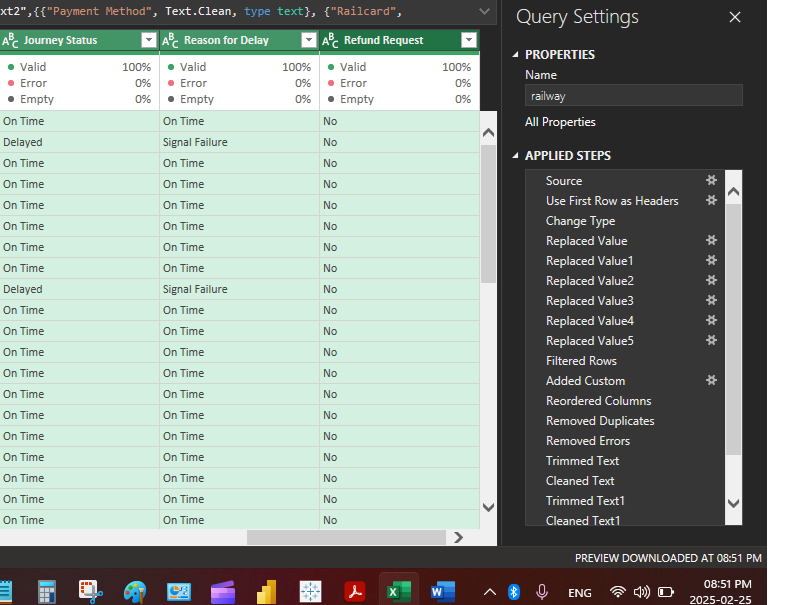 xt2",{{"Payment Method", Text.Clean, type text}, {"Railcard",
Query Settings
ABC Journey Status ABC Reason for Delay ABC Refund Request
Valid 100% Valid 100% Valid 100%
Error 0% Error 0% Error 0%
Empty 0% Empty 0% Empty 0%
On Time On Time No
Delayed Signal Failure No
On Time On Time No
On Time On Time No
On Time On Time No
On Time On Time No
On Time On Time No
On Time On Time No
Delayed Signal Failure No
On Time On Time No
On Time On Time No
On Time On Time No
On Time On Time No
On Time On Time No
On Time On Time No
On Time On Time No
On Time On Time No
On Time On Time No
On Time On Time No
On Time On Time No
PROPERTIES
Name
railway
All Properties
APPLIED STEPS
Source
Use First Row as Headers
Change Type
Replaced Value
Replaced Value1
Replaced Value2
Replaced Value3
Replaced Value4
Replaced Value5
Filtered Rows
Added Custom
Reordered Columns
Removed Duplicates
Removed Errors
Trimmed Text
Cleaned Text
Trimmed Text1
Cleaned Text1
PREVIEW DOWNLOADED AT 08:51 PM
ENG
08:51 PM
2025-02-25